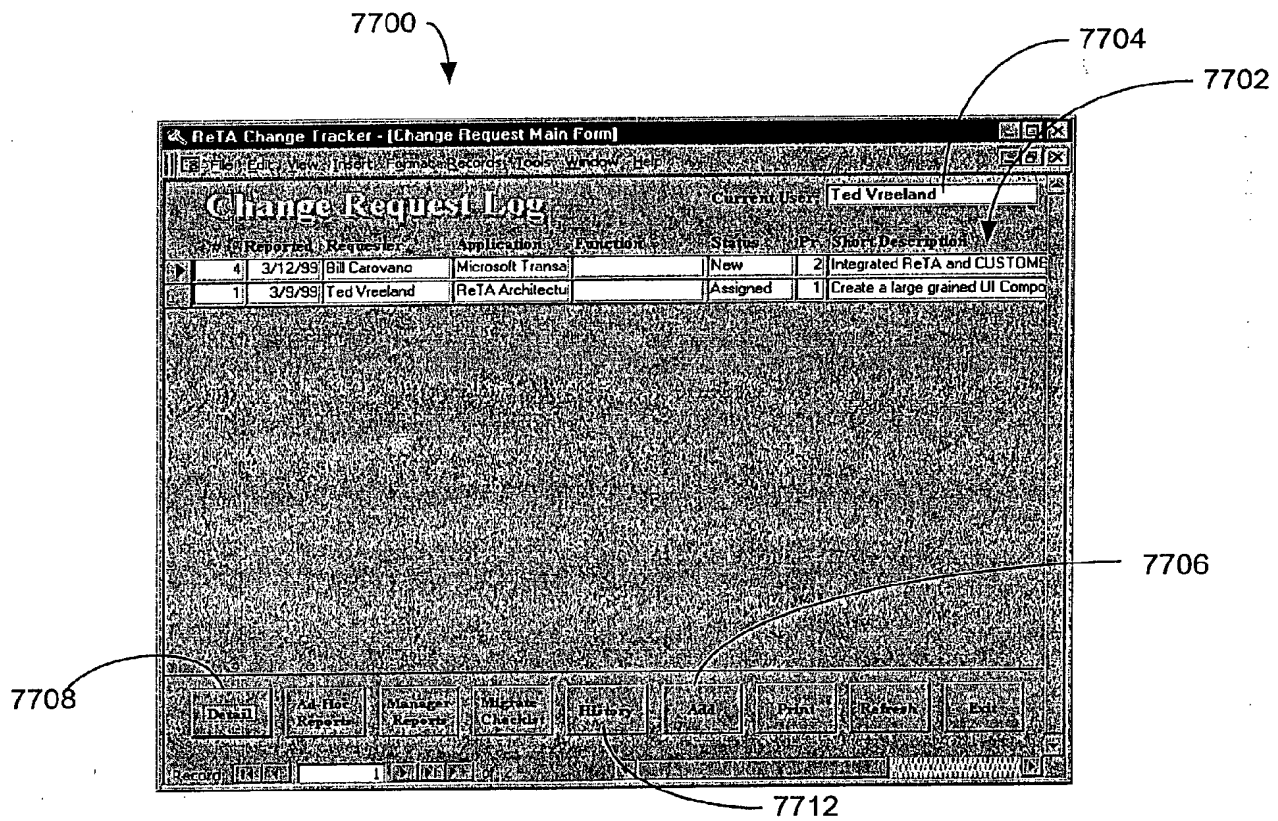 7700
7704
7702
ReTA Change Tracker - [Change Request Main Form]
File Edit View Insert Format Records Tools Window Help
Change Request Log
Current User: Ted Vreeland
Reported Requester Application Function Status Pr Short Description
4 3/12/99 Bill Carovano Microsoft Transa New 2 Integrated ReTA and CUSTOME
1 3/9/99 Ted Vreeland ReTA Architectu Assigned 1 Create a large grained UI Compo
7706
7708
Detail
Ad Hoc Reports
Manager Reports
Migrate Checklist
History
Add
Print
Refresh
Exit
Record: 1 of
7712